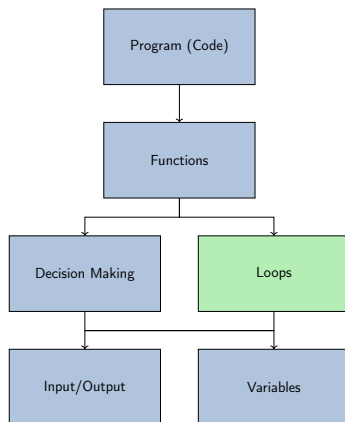 Program (Code)
Functions
Decision Making
Loops
Input/Output
Variables